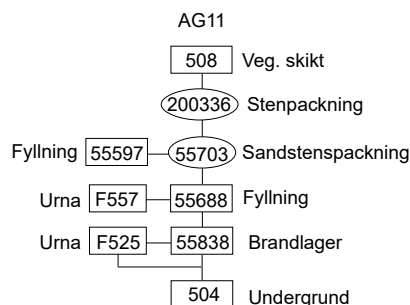 AG11
508 Veg. skikt
200336 Stenpackning
Fyllning 55597 55703 Sandstenspackning
Urna F557 55688 Fyllning
Urna F525 55838 Brandlager
504 Undergrund